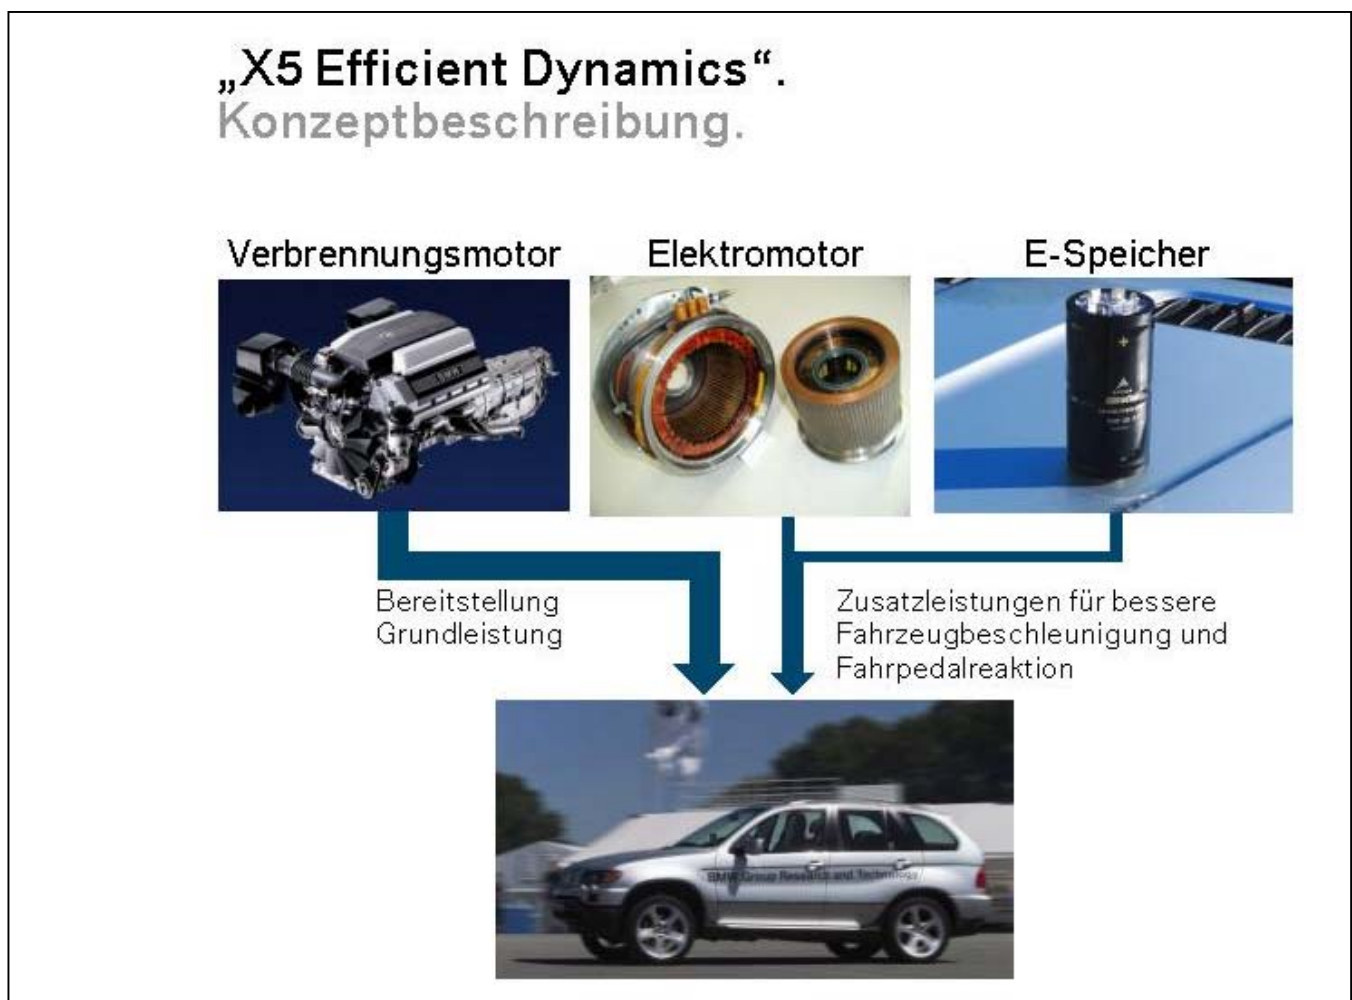 „X5 Efficient Dynamics“.
Konzeptbeschreibung.
Verbrennungsmotor
Elektromotor
E-Speicher
+
Bereitstellung
Grundleistung
Zusatzleistungen für bessere
Fahrzeugbeschleunigung und
Fahrpedalreaktion
BMW Group Research and Technology